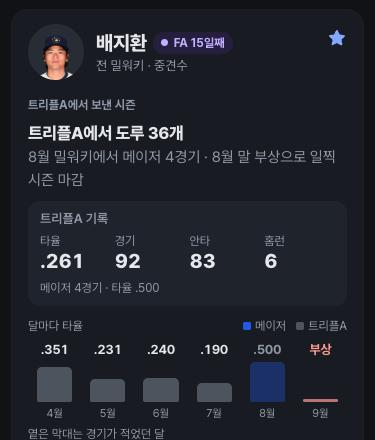 배지환 FA 15일째
전 밀워키 · 중견수
트리플A에서 보낸 시즌
트리플A에서 도루 36개
8월 밀워키에서 메이저 4경기 · 8월 말 부상으로 일찍
시즌 마감
트리플A 기록
타율 경기 안타 홈런
.261 92 83 6
메이저 4경기 · 타율 .500
달마다 타율 메이저 트리플A
.351 .231 .240 .190 .500 부상
4월 5월 6월 7월 8월 9월
옅은 막대는 경기가 적었던 달